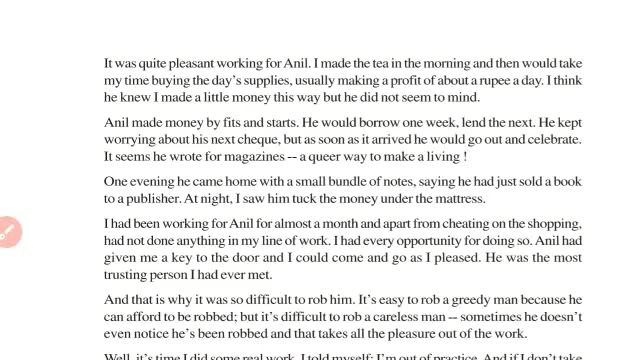 It was quite pleasant working for Anil. I made the tea in the morning and then would take
my time buying the day's supplies, usually making a profit of about a rupee a day. I think
he knew I made a little money this way but he did not seem to mind.
Anil made money by fits and starts. He would borrow one week, lend the next. He kept
worrying about his next cheque, but as soon as it arrived he would go out and celebrate.
It seems he wrote for magazines -- a queer way to make a living !
One evening he came home with a small bundle of notes, saying he had just sold a book
to a publisher. At night, I saw him tuck the money under the mattress.
I had been working for Anil for almost a month and apart from cheating on the shopping,
had not done anything in my line of work. I had every opportunity for doing so. Anil had
given me a key to the door and I could come and go as I pleased. He was the most
trusting person I had ever met.
And that is why it was so difficult to rob him. It's easy to rob a greedy man because he
can afford to be robbed; but it's difficult to rob a careless man -- sometimes he doesn't
even notice he's been robbed and that takes all the pleasure out of the work.
Well, it's time I did some real work, I told myself; I'm out of practice. And if I don't take